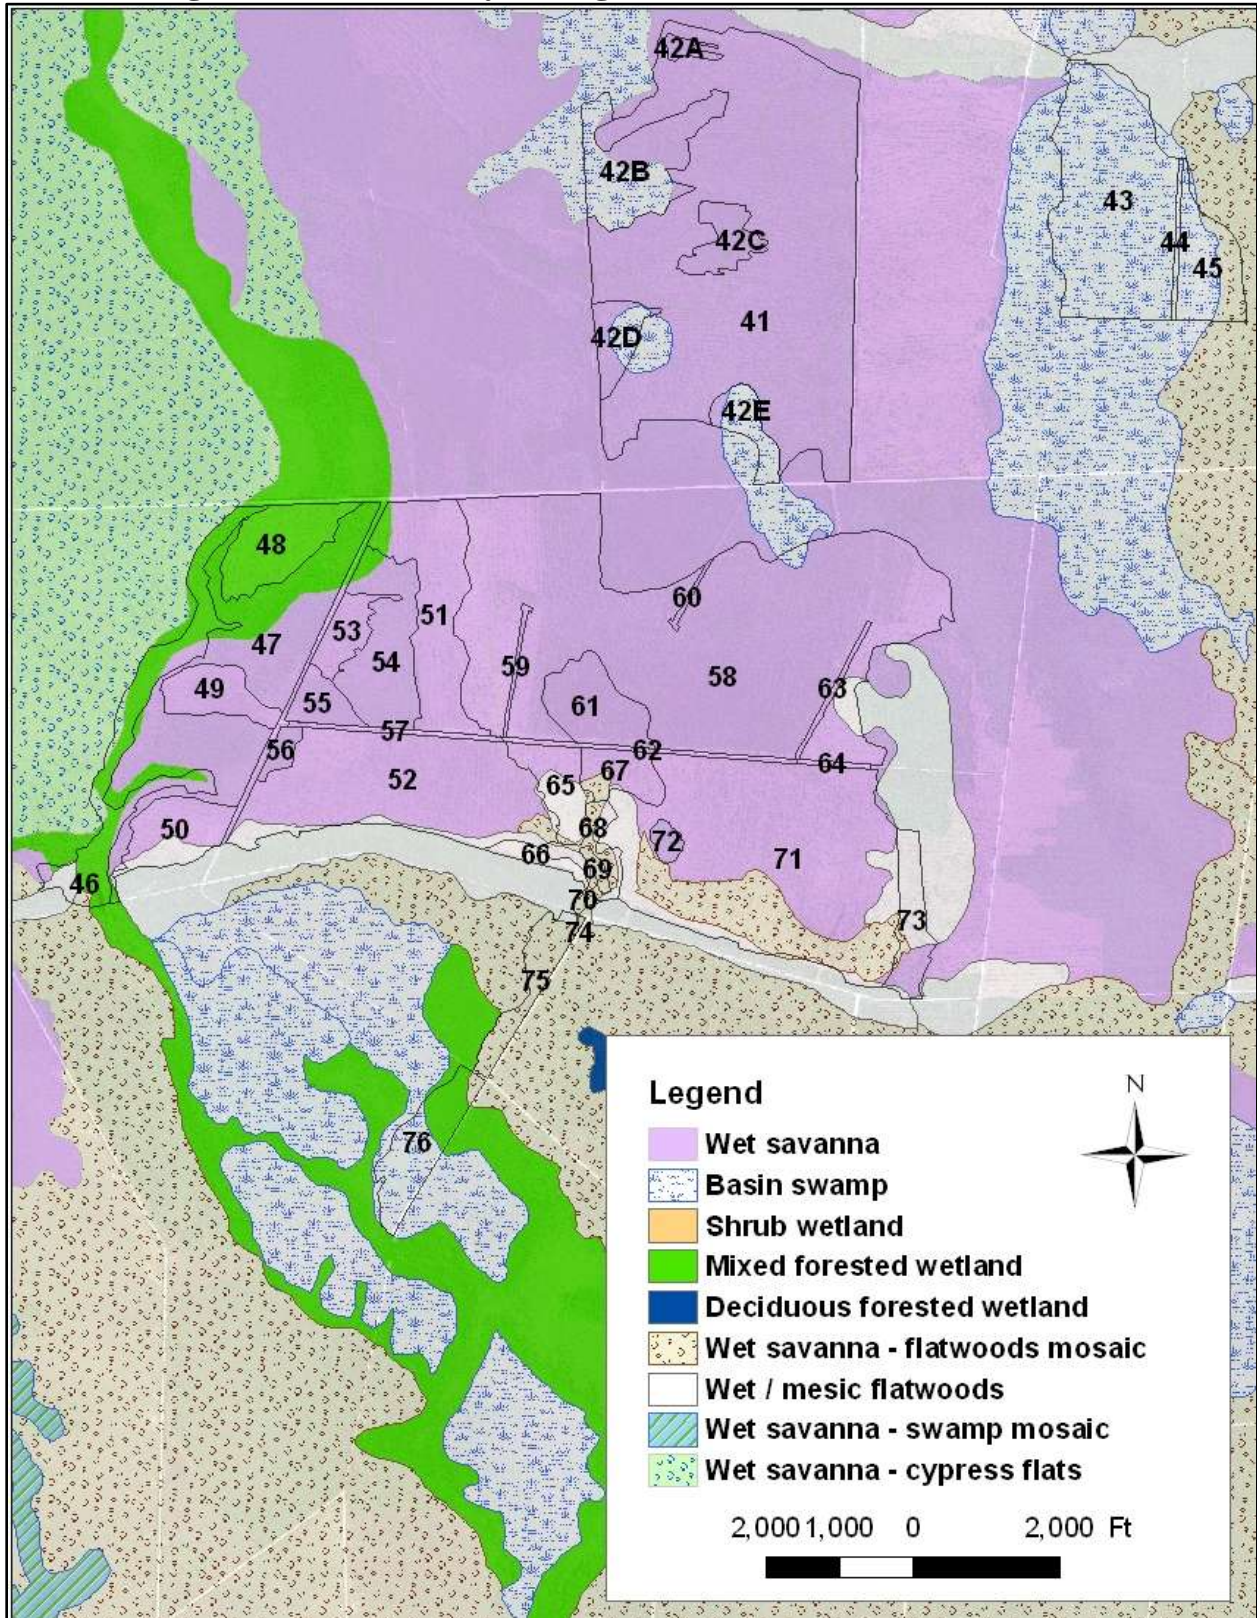 42A
42B
43
42C
44
45
41
42D
42E
48
60
51
53
47
54
59
58
49
63
55
61
57
56
62
64
67
52
65
50
68
72
66
71
69
46
70
73
74
75
76
Legend
N
Wet savanna
Basin swamp
Shrub wetland
Mixed forested wetland
Deciduous forested wetland
Wet savanna - flatwoods mosaic
Wet / mesic flatwoods
Wet savanna - swamp mosaic
Wet savanna - cypress flats
2,000 1,000 0 2,000 Ft